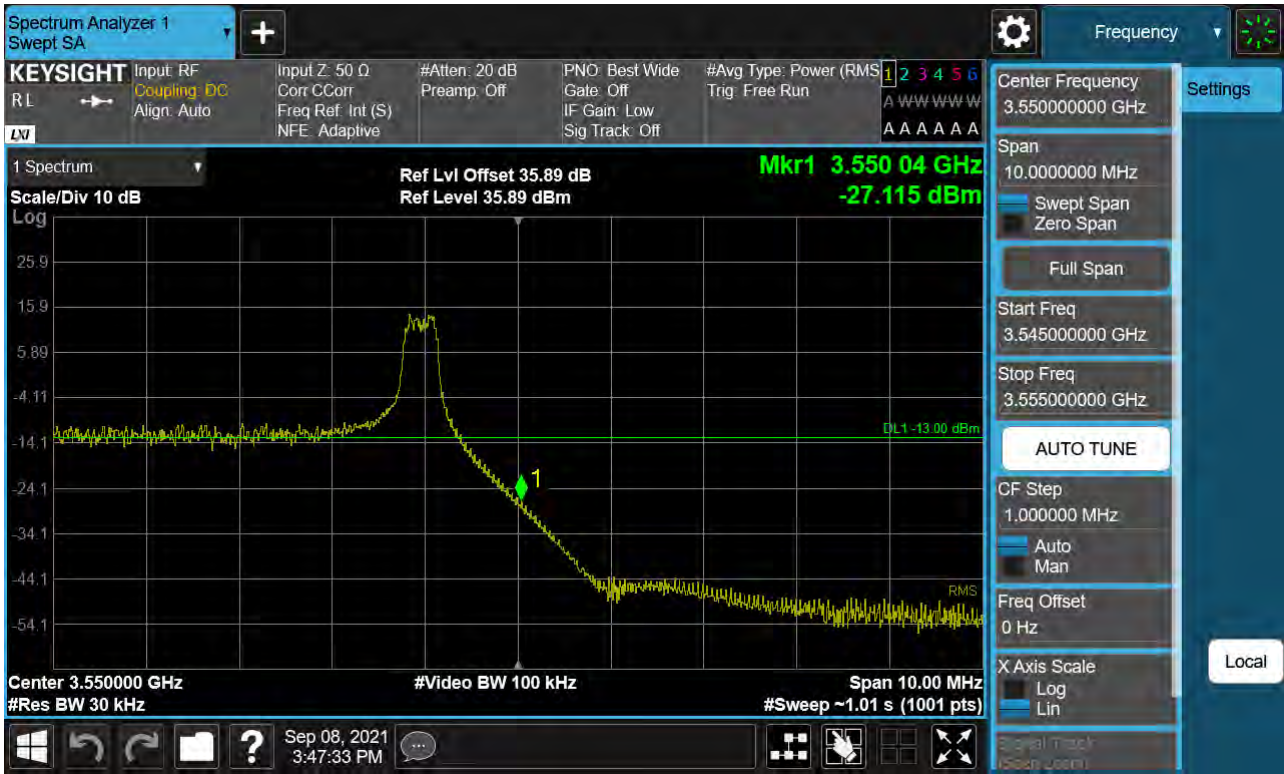 Spectrum Analyzer 1
Swept SA
Frequency
KEYSIGHT
RL
LXI
Input: RF
Coupling: DC
Align: Auto
Input Z: 50 Ω
Corr CCorr
Freq Ref: Int (S)
NFE: Adaptive
#Atten: 20 dB
Preamp: Off
PNO: Best Wide
Gate: Off
IF Gain: Low
Sig Track: Off
#Avg Type: Power (RMS
Trig: Free Run
1 2 3 4 5 6
A W W W W W
A A A A A A
1 Spectrum
Scale/Div 10 dB
Log
Ref Lvl Offset 35.89 dB
Ref Level 35.89 dBm
Mkr1 3.550 04 GHz
-27.115 dBm
25.9
15.9
5.89
-4.11
-14.1
-24.1
-34.1
-44.1
-54.1
DL1 -13.00 dBm
1
RMS
Center 3.550000 GHz
#Res BW 30 kHz
#Video BW 100 kHz
Span 10.00 MHz
#Sweep ~1.01 s (1001 pts)
Center Frequency
3.550000000 GHz
Settings
Span
10.0000000 MHz
Swept Span
Zero Span
Full Span
Start Freq
3.545000000 GHz
Stop Freq
3.555000000 GHz
AUTO TUNE
CF Step
1.000000 MHz
Auto
Man
Freq Offset
0 Hz
X Axis Scale
Log
Lin
Signal Track
(Span Zoom)
Local
?
Sep 08, 2021
3:47:33 PM